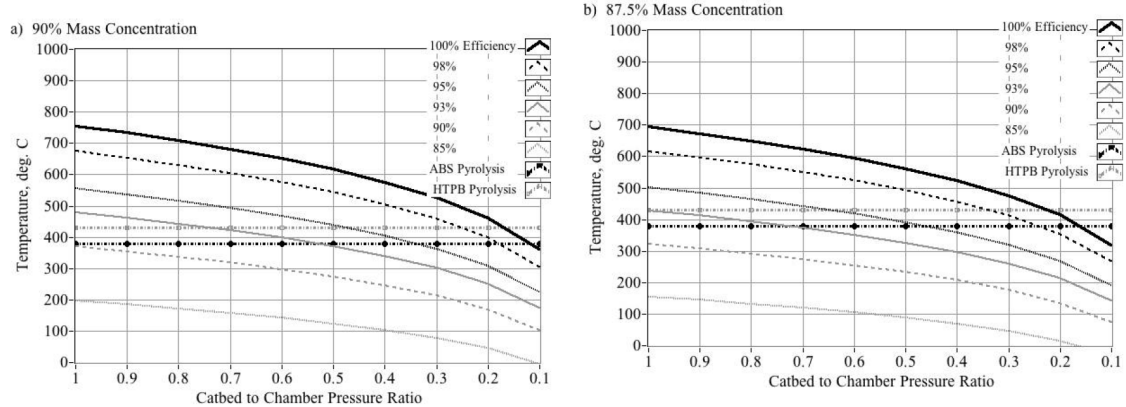 a) 90% Mass Concentration
100% Efficiency
98%
95%
93%
90%
85%
ABS Pyrolysis
HTPB Pyrolysis
Temperature, deg. C
1000
900
800
700
600
500
400
300
200
100
0
1 0.9 0.8 0.7 0.6 0.5 0.4 0.3 0.2 0.1
Catbed to Chamber Pressure Ratio
b) 87.5% Mass Concentration
100% Efficiency
98%
95%
93%
90%
85%
ABS Pyrolysis
HTPB Pyrolysis
Temperature, deg. C
1000
900
800
700
600
500
400
300
200
100
0
1 0.9 0.8 0.7 0.6 0.5 0.4 0.3 0.2 0.1
Catbed to Chamber Pressure Ratio